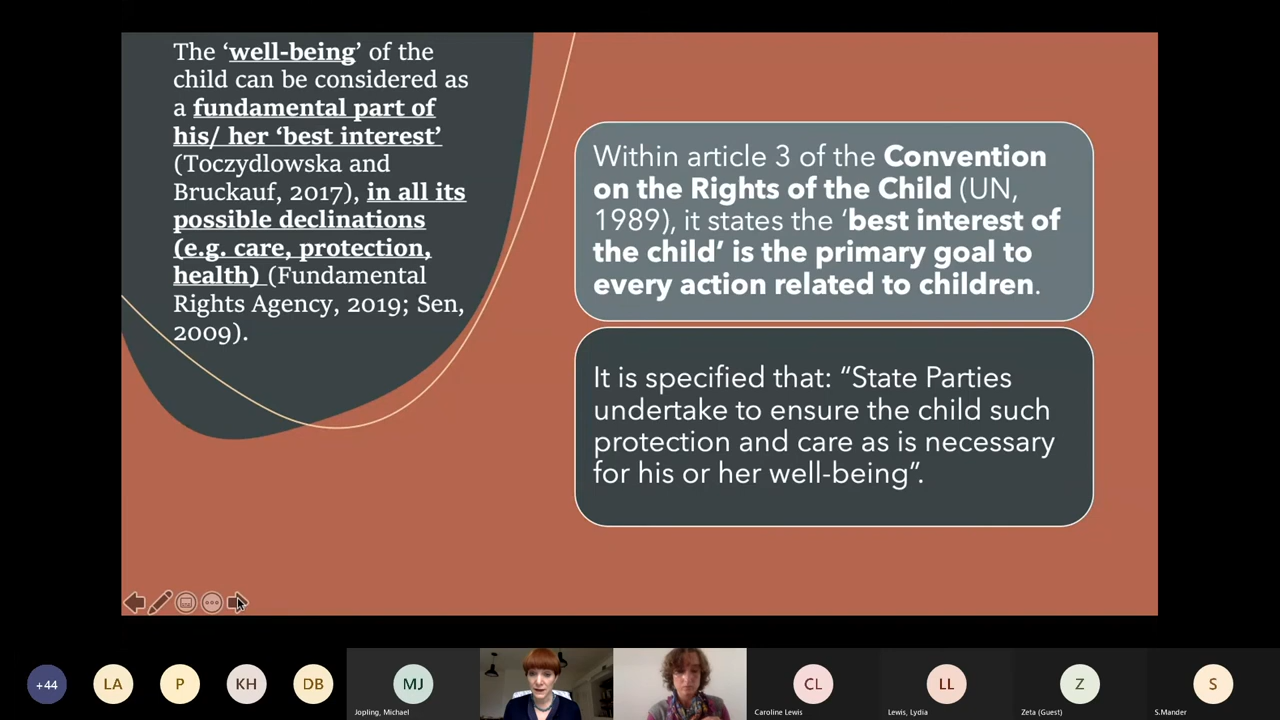 The ‘well-being’ of the
child can be considered as
a fundamental part of
his/ her ‘best interest’
(Toczydlowska and
Bruckauf, 2017), in all its
possible declinations
(e.g. care, protection,
health) (Fundamental
Rights Agency, 2019; Sen,
2009).
Within article 3 of the Convention
on the Rights of the Child (UN,
1989), it states the ‘best interest of
the child’ is the primary goal to
every action related to children.
It is specified that: “State Parties
undertake to ensure the child such
protection and care as is necessary
for his or her well-being”.
+44
LA
P
KH
DB
MJ
Jopling, Michael
CL
Caroline Lewis
LL
Lewis, Lydia
Z
Zeta (Guest)
S
S.Mander